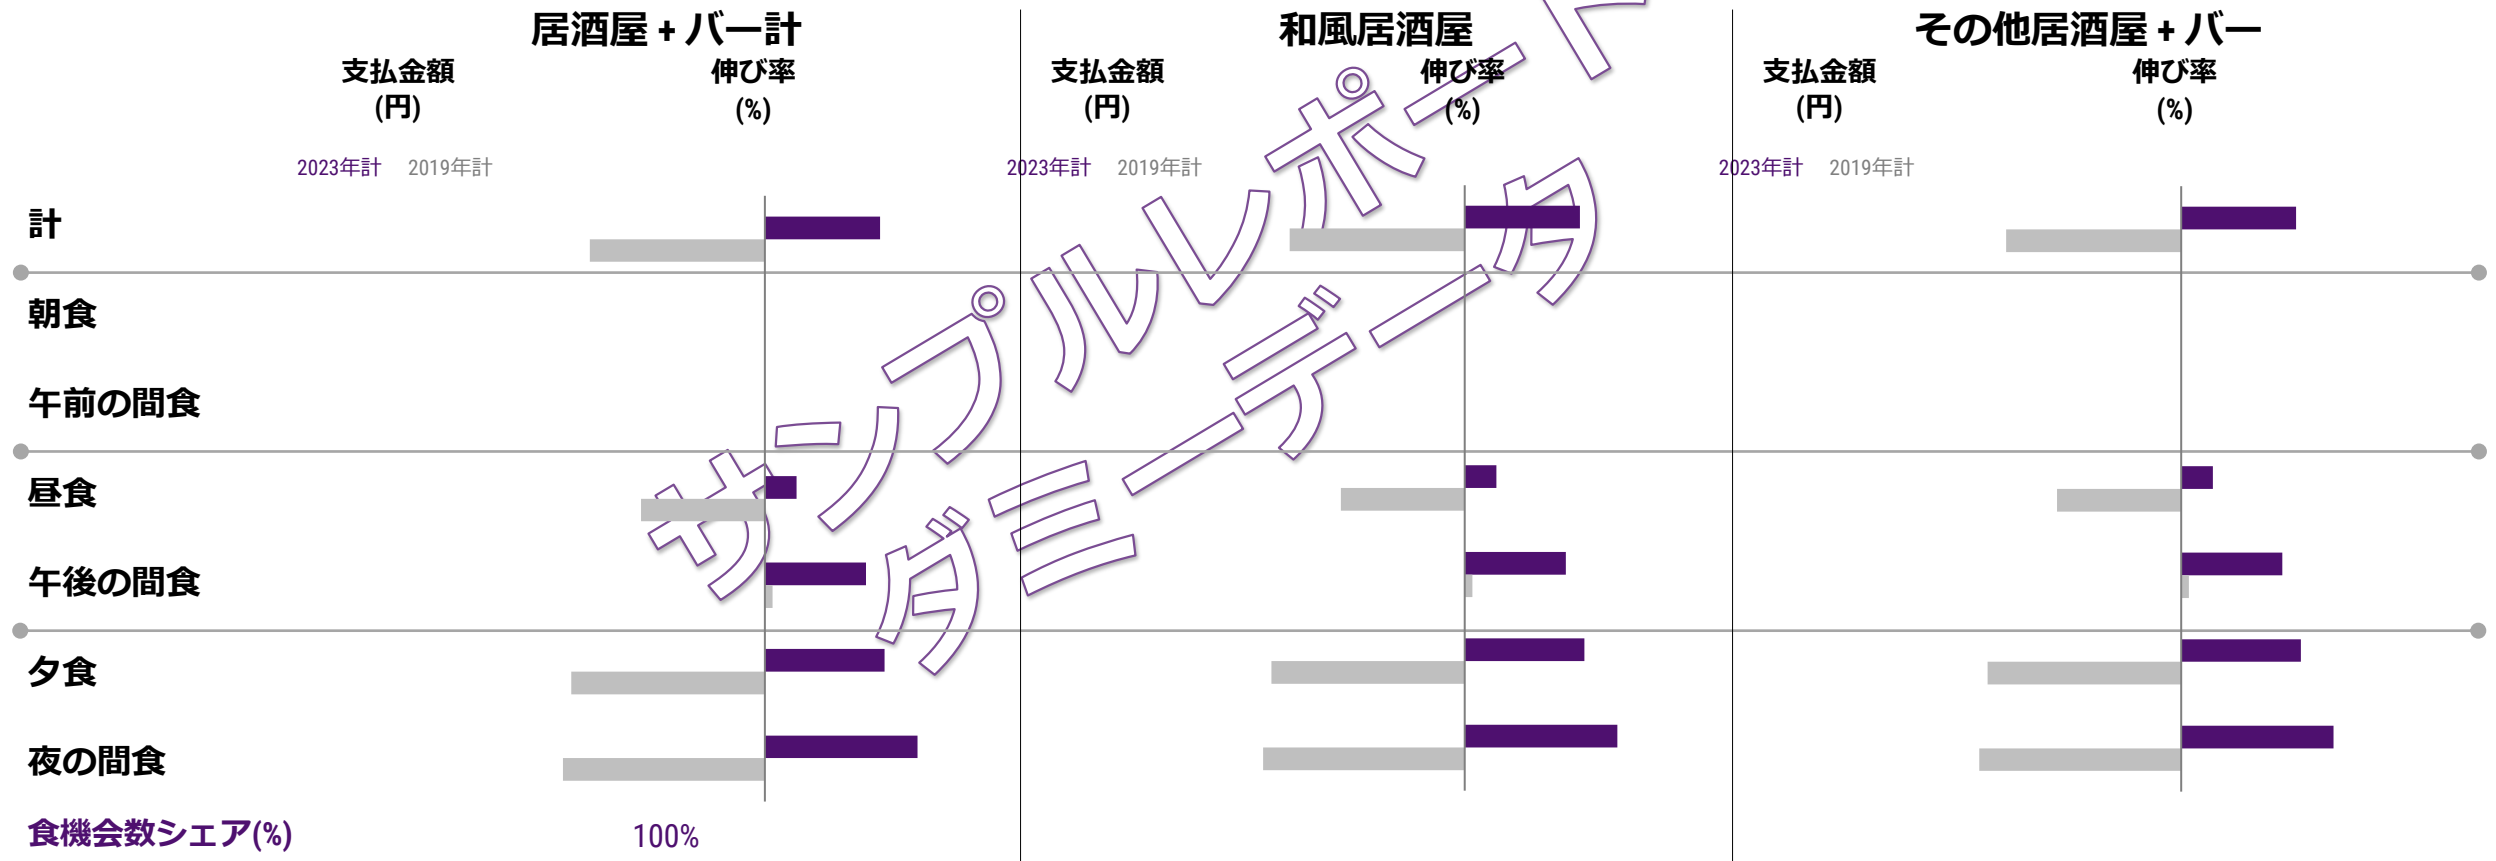 居酒屋 + バー計
和風居酒屋
その他居酒屋 + バー
支払金額
(円)
伸び率
(%)
支払金額
(円)
伸び率
(%)
支払金額
(円)
伸び率
(%)
2023年計 2019年計
2023年計 2019年計
2023年計 2019年計
計
朝食
午前の間食
昼食
午後の間食
夕食
夜の間食
食機会数シェア(%) 100%
サンプルレポート
ダミーデータ